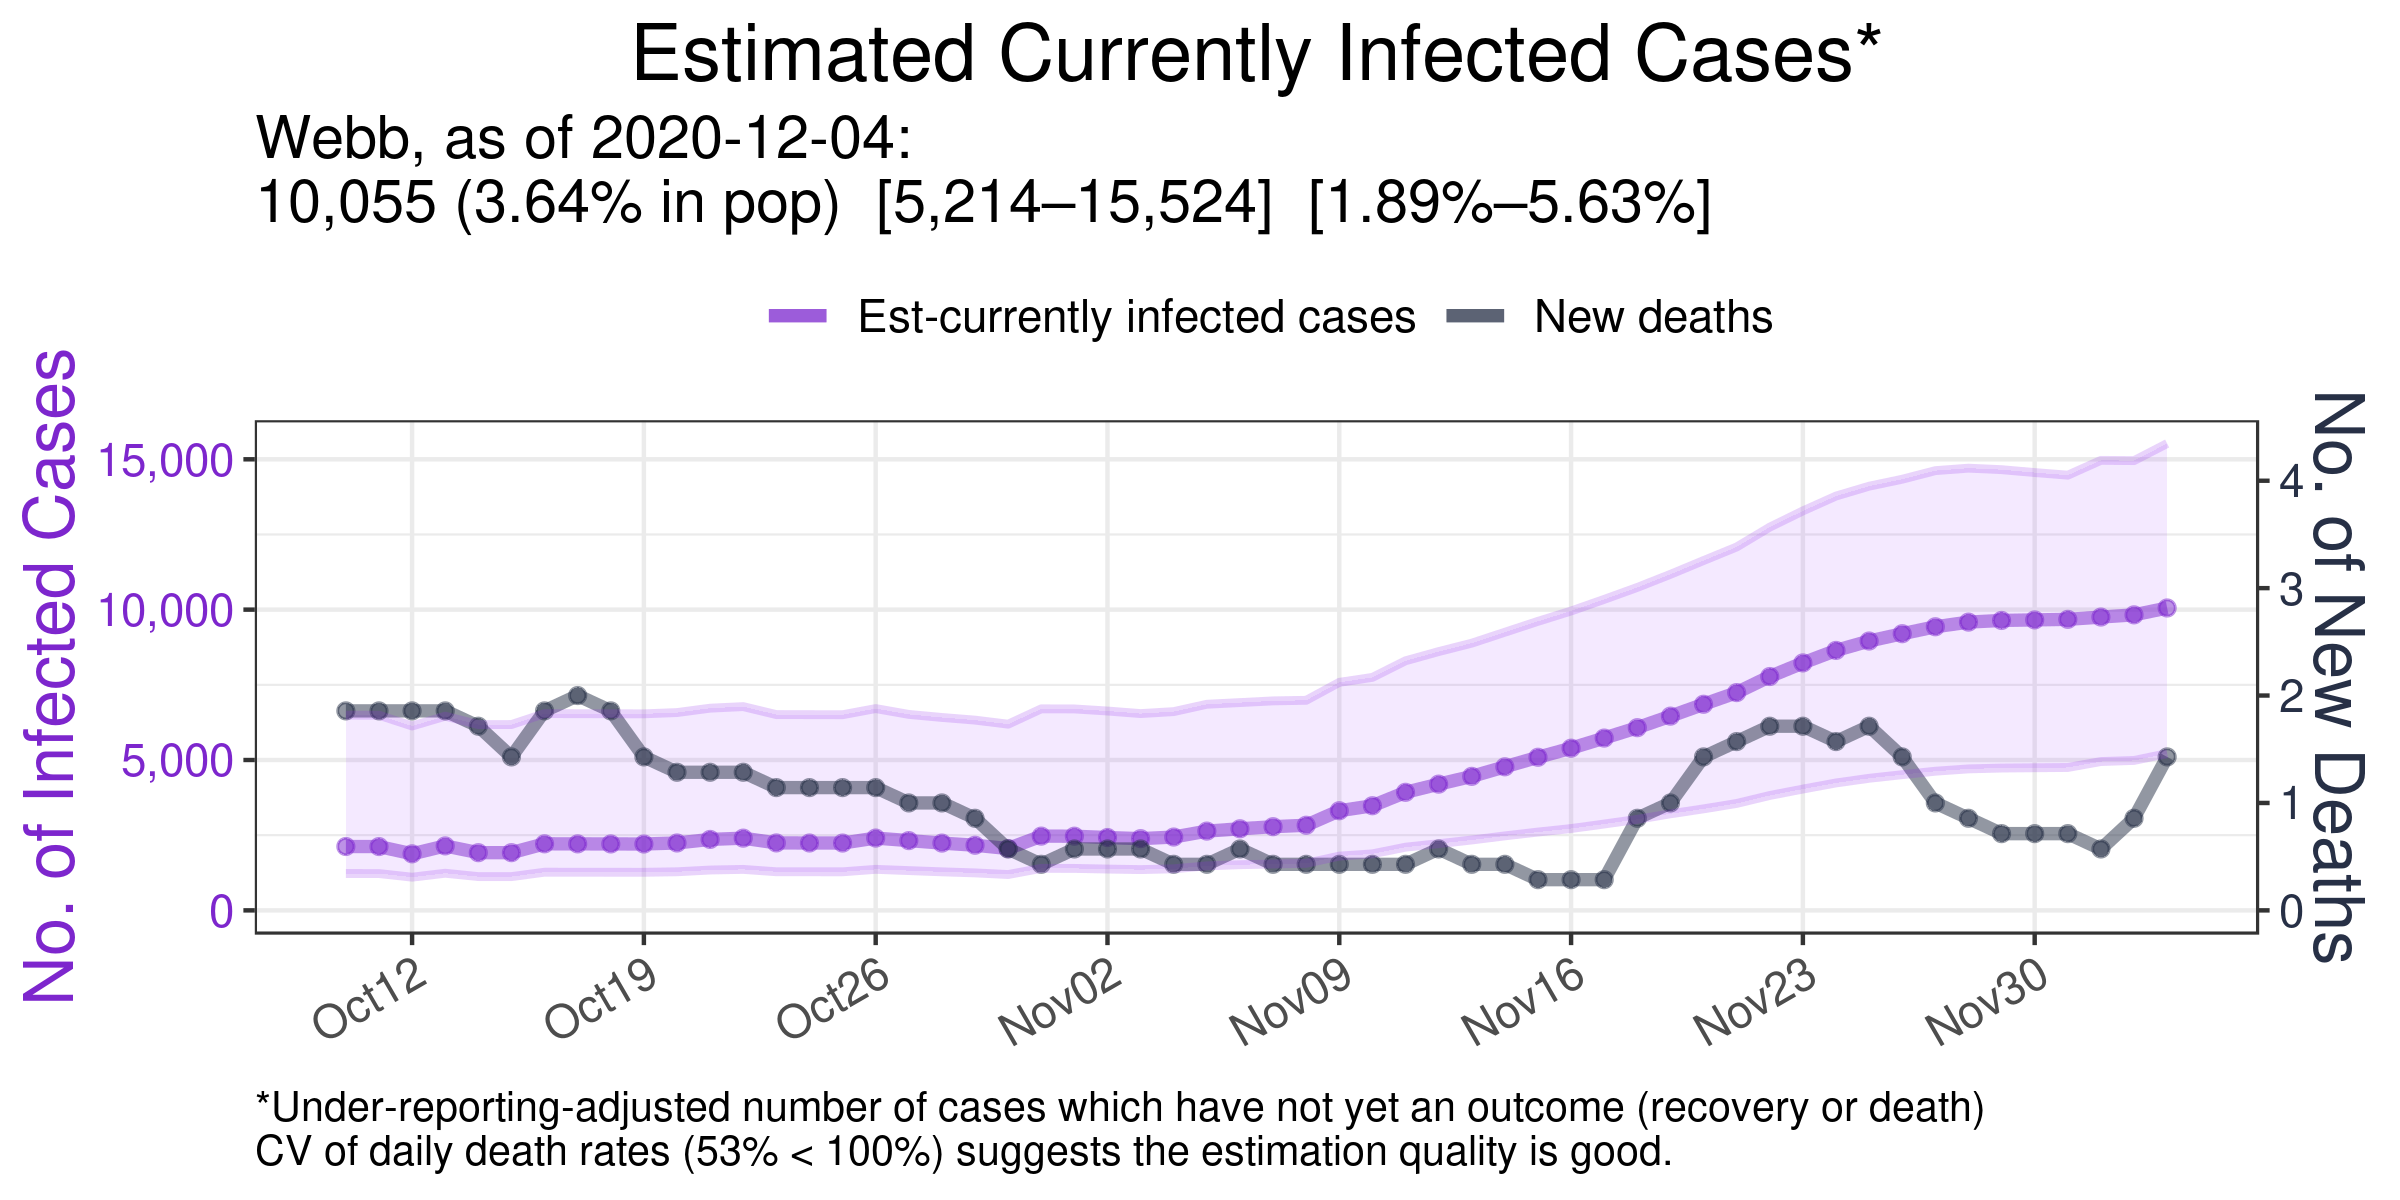 Estimated Currently Infected Cases*
Webb, as of 2020-12-04:
10,055 (3.64% in pop)  [5,214–15,524]  [1.89%–5.63%]
Est-currently infected cases
New deaths
No. of Infected Cases
15,000
10,000
5,000
0
4
3
2
1
0
No. of New Deaths
Oct12
Oct19
Oct26
Nov02
Nov09
Nov16
Nov23
Nov30
*Under-reporting-adjusted number of cases which have not yet an outcome (recovery or death)
CV of daily death rates (53% < 100%) suggests the estimation quality is good.